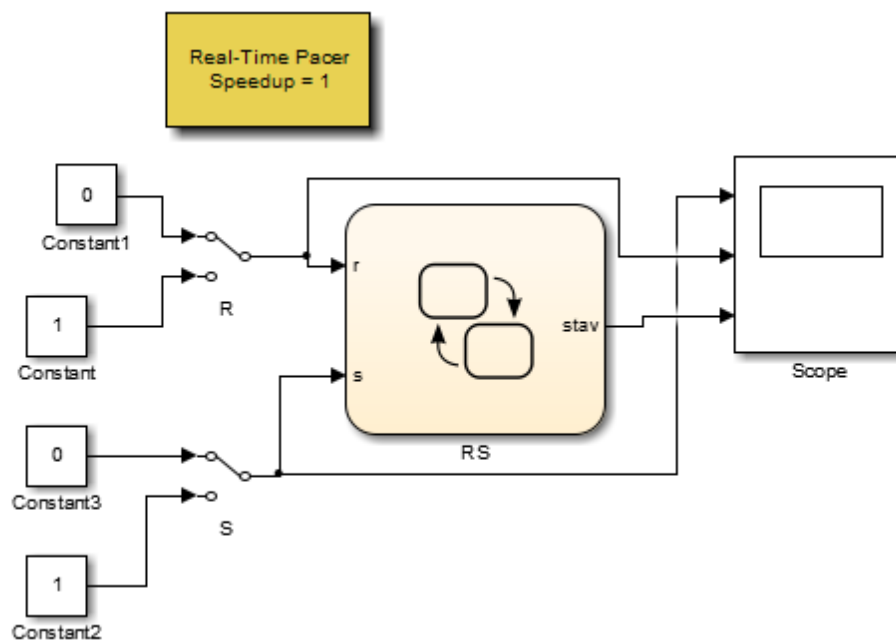 Real-Time Pacer
Speedup = 1
0
Constant1
R
1
Constant
r
s
stav
RS
Scope
0
Constant3
S
1
Constant2